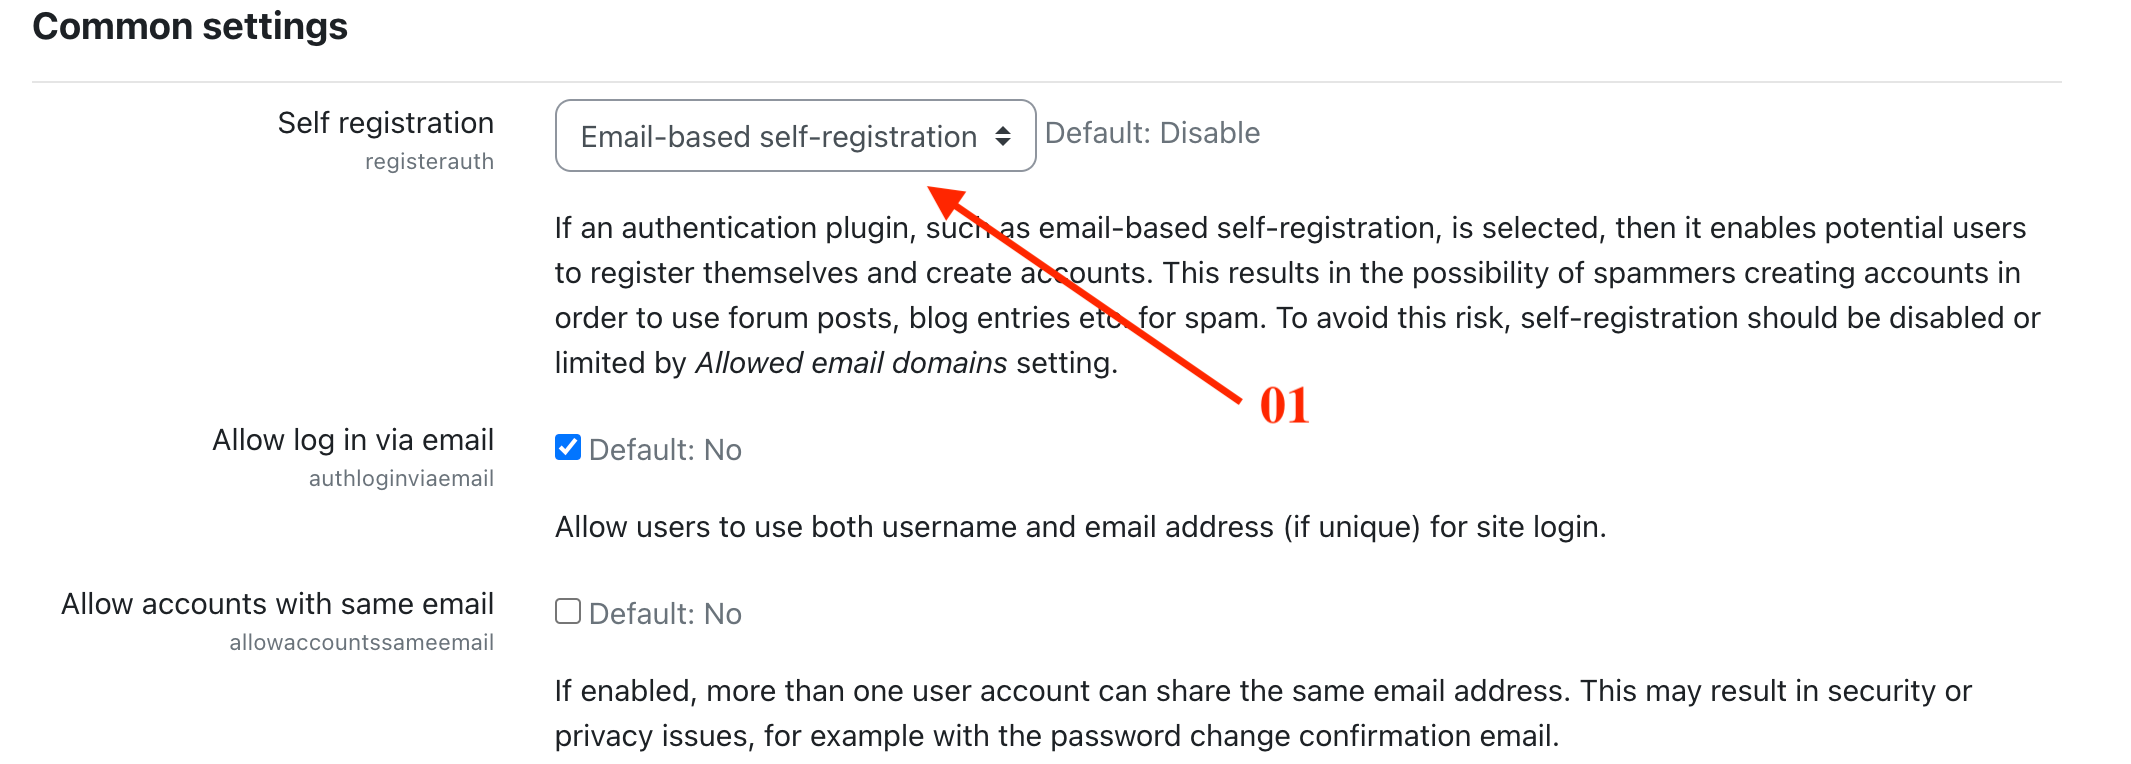 Common settings
Self registration
registerauth
Email-based self-registration
Default: Disable
If an authentication plugin, such as email-based self-registration, is selected, then it enables potential users
to register themselves and create accounts. This results in the possibility of spammers creating accounts in
order to use forum posts, blog entries etc. for spam. To avoid this risk, self-registration should be disabled or
limited by Allowed email domains setting.
01
Allow log in via email
authloginviaemail
Default: No
Allow users to use both username and email address (if unique) for site login.
Allow accounts with same email
allowaccountssameemail
Default: No
If enabled, more than one user account can share the same email address. This may result in security or
privacy issues, for example with the password change confirmation email.